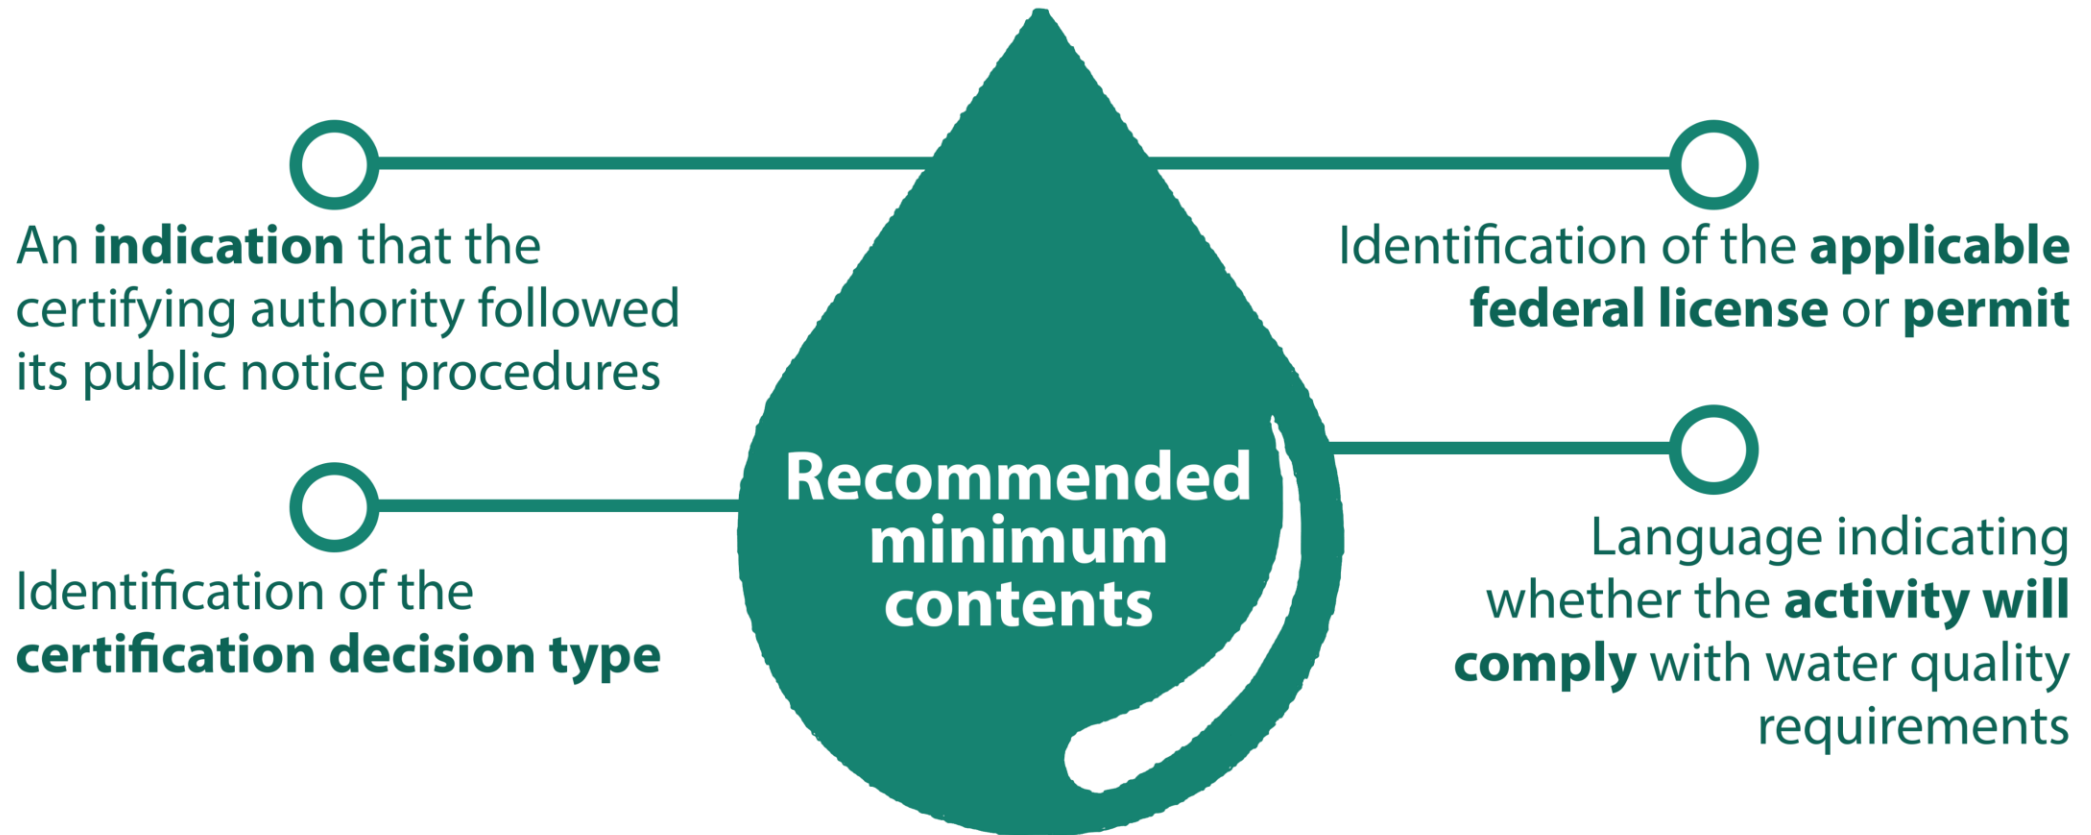 An indication that the
certifying authority followed
its public notice procedures
Identification of the
certification decision type
Recommended
minimum
contents
Identification of the applicable
federal license or permit
Language indicating
whether the activity will
comply with water quality
requirements